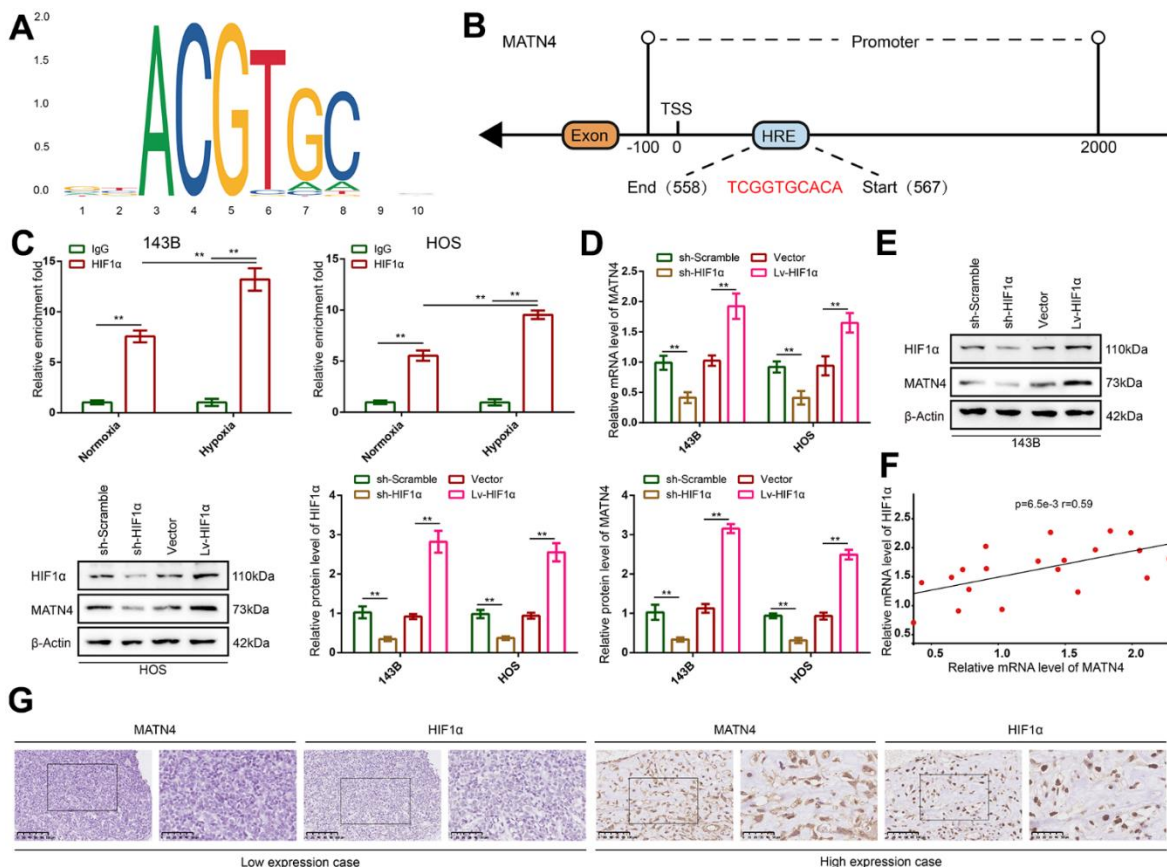 A
2.0
1.5
1.0
0.5
0.0
ACGTGC
1 2 3 4 5 6 7 8 9 10
B
MATN4
Promoter
TSS
Exon
HRE
-100 0 2000
End (558) TCGGTGCACA Start (567)
C
143B
IgG
HIF1α
Relative enrichment fold
15
10
5
0
** ** **
Normoxia Hypoxia
HOS
IgG
HIF1α
Relative enrichment fold
15
10
5
0
** ** **
Normoxia Hypoxia
D
sh-Scramble Vector
sh-HIF1α Lv-HIF1α
Relative mRNA level of MATN4
2.5
2.0
1.5
1.0
0.5
0.0
** ** ** **
143B HOS
E
sh-Scramble sh-HIF1α Vector Lv-HIF1α
HIF1α 110kDa
MATN4 73kDa
β-Actin 42kDa
143B
sh-Scramble sh-HIF1α Vector Lv-HIF1α
HIF1α 110kDa
MATN4 73kDa
β-Actin 42kDa
HOS
sh-Scramble Vector
sh-HIF1α Lv-HIF1α
Relative protein level of HIF1α
4
3
2
1
0
** ** ** **
143B HOS
sh-Scramble Vector
sh-HIF1α Lv-HIF1α
Relative protein level of MATN4
4
3
2
1
0
** ** ** **
143B HOS
F
p=6.5e-3 r=0.59
Relative mRNA level of HIF1α
2.5
2.0
1.5
1.0
0.5
0.5 1.0 1.5 2.0
Relative mRNA level of MATN4
G
MATN4 HIF1α MATN4 HIF1α
Low expression case High expression case